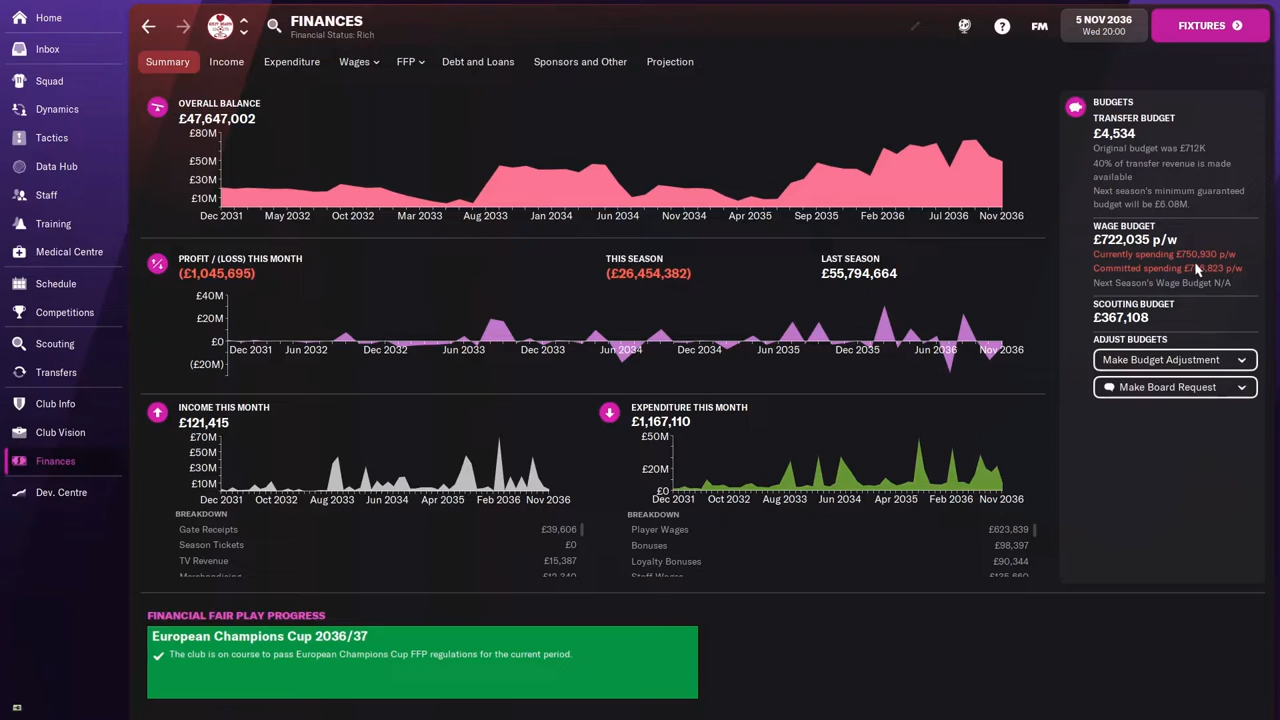 Home
Inbox
Squad
Dynamics
Tactics
Data Hub
Staff
Training
Medical Centre
Schedule
Competitions
Scouting
Transfers
Club Info
Club Vision
Finances
Dev. Centre
FINANCES
Financial Status: Rich
FM
5 NOV 2036
Wed 20:00
FIXTURES
Summary
Income
Expenditure
Wages
FFP
Debt and Loans
Sponsors and Other
Projection
OVERALL BALANCE
£47,647,002
£80M
£50M
£30M
£10M
Dec 2031 May 2032 Oct 2032 Mar 2033 Aug 2033 Jan 2034 Jun 2034 Nov 2034 Apr 2035 Sep 2035 Feb 2036 Jul 2036 Nov 2036
PROFIT / (LOSS) THIS MONTH
(£1,045,695)
THIS SEASON
(£26,454,382)
LAST SEASON
£55,794,664
£40M
£20M
£0
(£20M)
Dec 2031 Jun 2032 Dec 2032 Jun 2033 Dec 2033 Jun 2034 Dec 2034 Jun 2035 Dec 2035 Jun 2036 Nov 2036
INCOME THIS MONTH
£121,415
£70M
£50M
£30M
£10M
Dec 2031 Oct 2032 Aug 2033 Jun 2034 Apr 2035 Feb 2036 Nov 2036
BREAKDOWN
Gate Receipts £39,606
Season Tickets £0
TV Revenue £15,387
Merchandising £12,340
EXPENDITURE THIS MONTH
£1,167,110
£50M
£20M
£0
Dec 2031 Oct 2032 Aug 2033 Jun 2034 Apr 2035 Feb 2036 Nov 2036
BREAKDOWN
Player Wages £623,839
Bonuses £98,397
Loyalty Bonuses £90,344
Staff Wages
BUDGETS
TRANSFER BUDGET
£4,534
Original budget was £712K
40% of transfer revenue is made
available
Next season's minimum guaranteed
budget will be £6.08M.
WAGE BUDGET
£722,035 p/w
Currently spending £750,930 p/w
Committed spending p/w
Next Season's Wage Budget N/A
SCOUTING BUDGET
£367,108
ADJUST BUDGETS
Make Budget Adjustment
Make Board Request
FINANCIAL FAIR PLAY PROGRESS
European Champions Cup 2036/37
The club is on course to pass European Champions Cup FFP regulations for the current period.